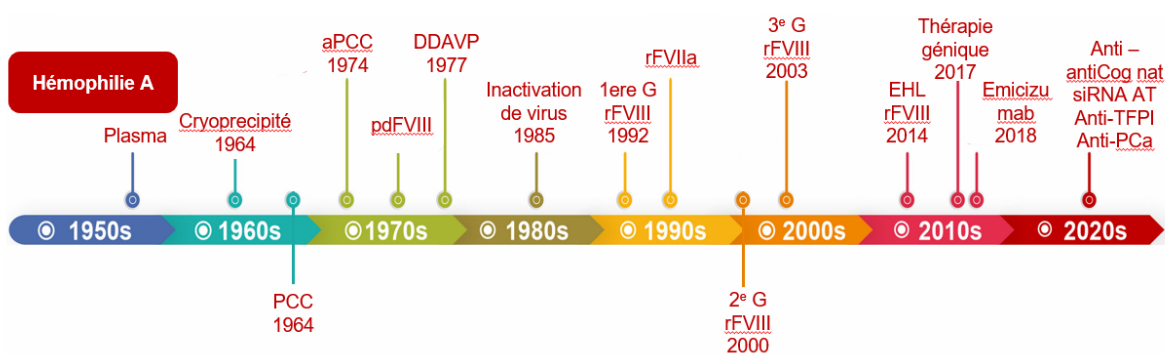 Hémophilie A
Plasma
Cryoprecipité
1964
PCC
1964
aPCC
1974
pdFVIII
DDAVP
1977
Inactivation
de virus
1985
1ere G
rFVIII
1992
rFVIIa
2e G
rFVIII
2000
3e G
rFVIII
2003
EHL
rFVIII
2014
Thérapie
génique
2017
Emicizu
mab
2018
Anti –
antiCog nat
siRNA AT
Anti-TFPI
Anti-PCa
1950s
1960s
1970s
1980s
1990s
2000s
2010s
2020s